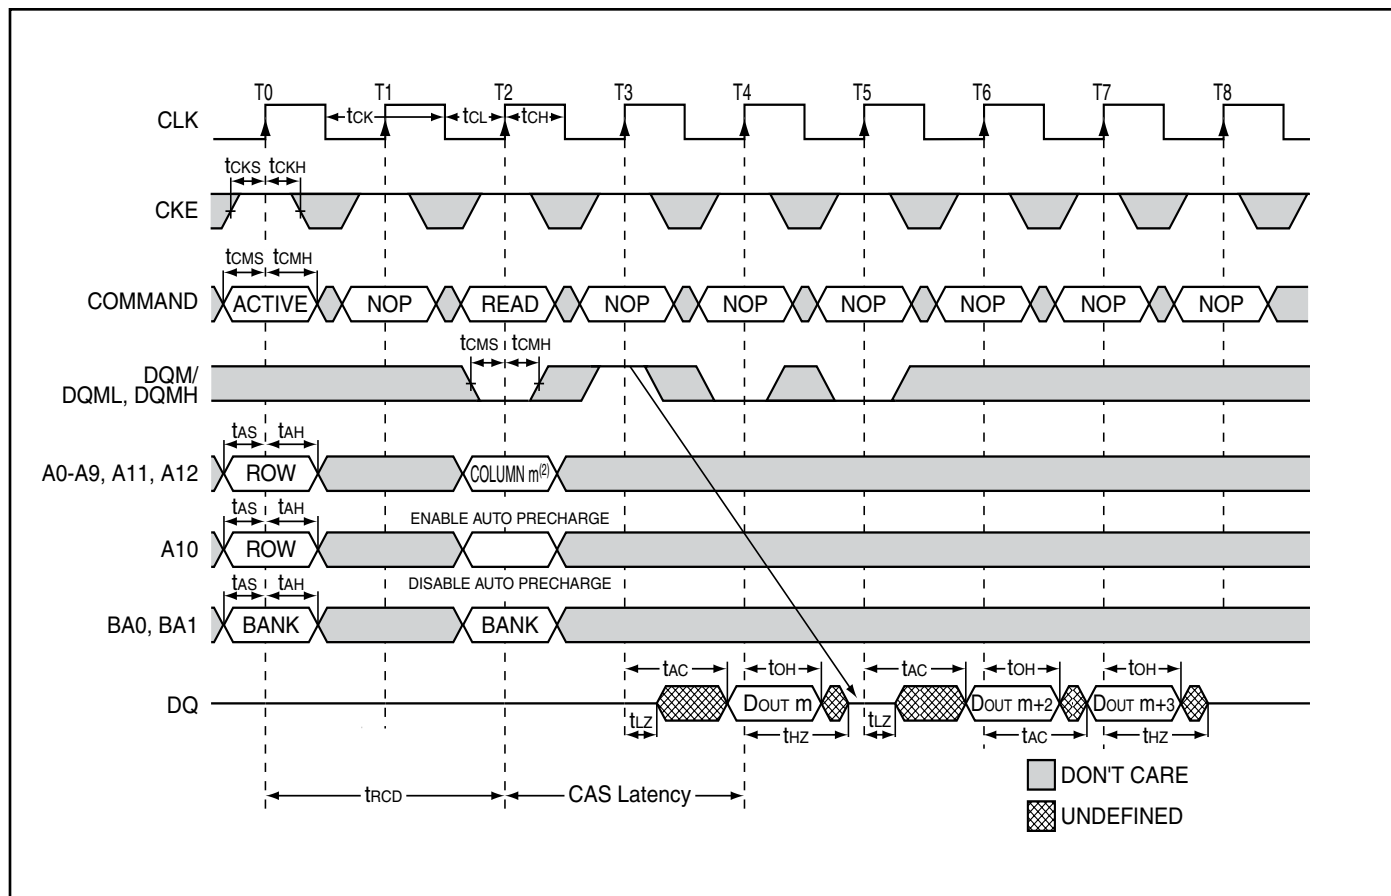 T0 T1 T2 T3 T4 T5 T6 T7 T8
CLK
tCK tCL tCH
tCKS tCKH
CKE
tCMS tCMH
COMMAND ACTIVE NOP READ NOP NOP NOP NOP NOP NOP
tCMS tCMH
DQM/
DQML, DQMH
tAS tAH
A0-A9, A11, A12 ROW COLUMN m(2)
tAS tAH ENABLE AUTO PRECHARGE
A10 ROW
tAS tAH DISABLE AUTO PRECHARGE
BA0, BA1 BANK BANK
tAC tOH tAC tOH tOH
DQ DOUT m DOUT m+2 DOUT m+3
tLZ tHZ tLZ tAC tHZ
DON'T CARE
tRCD CAS Latency
UNDEFINED